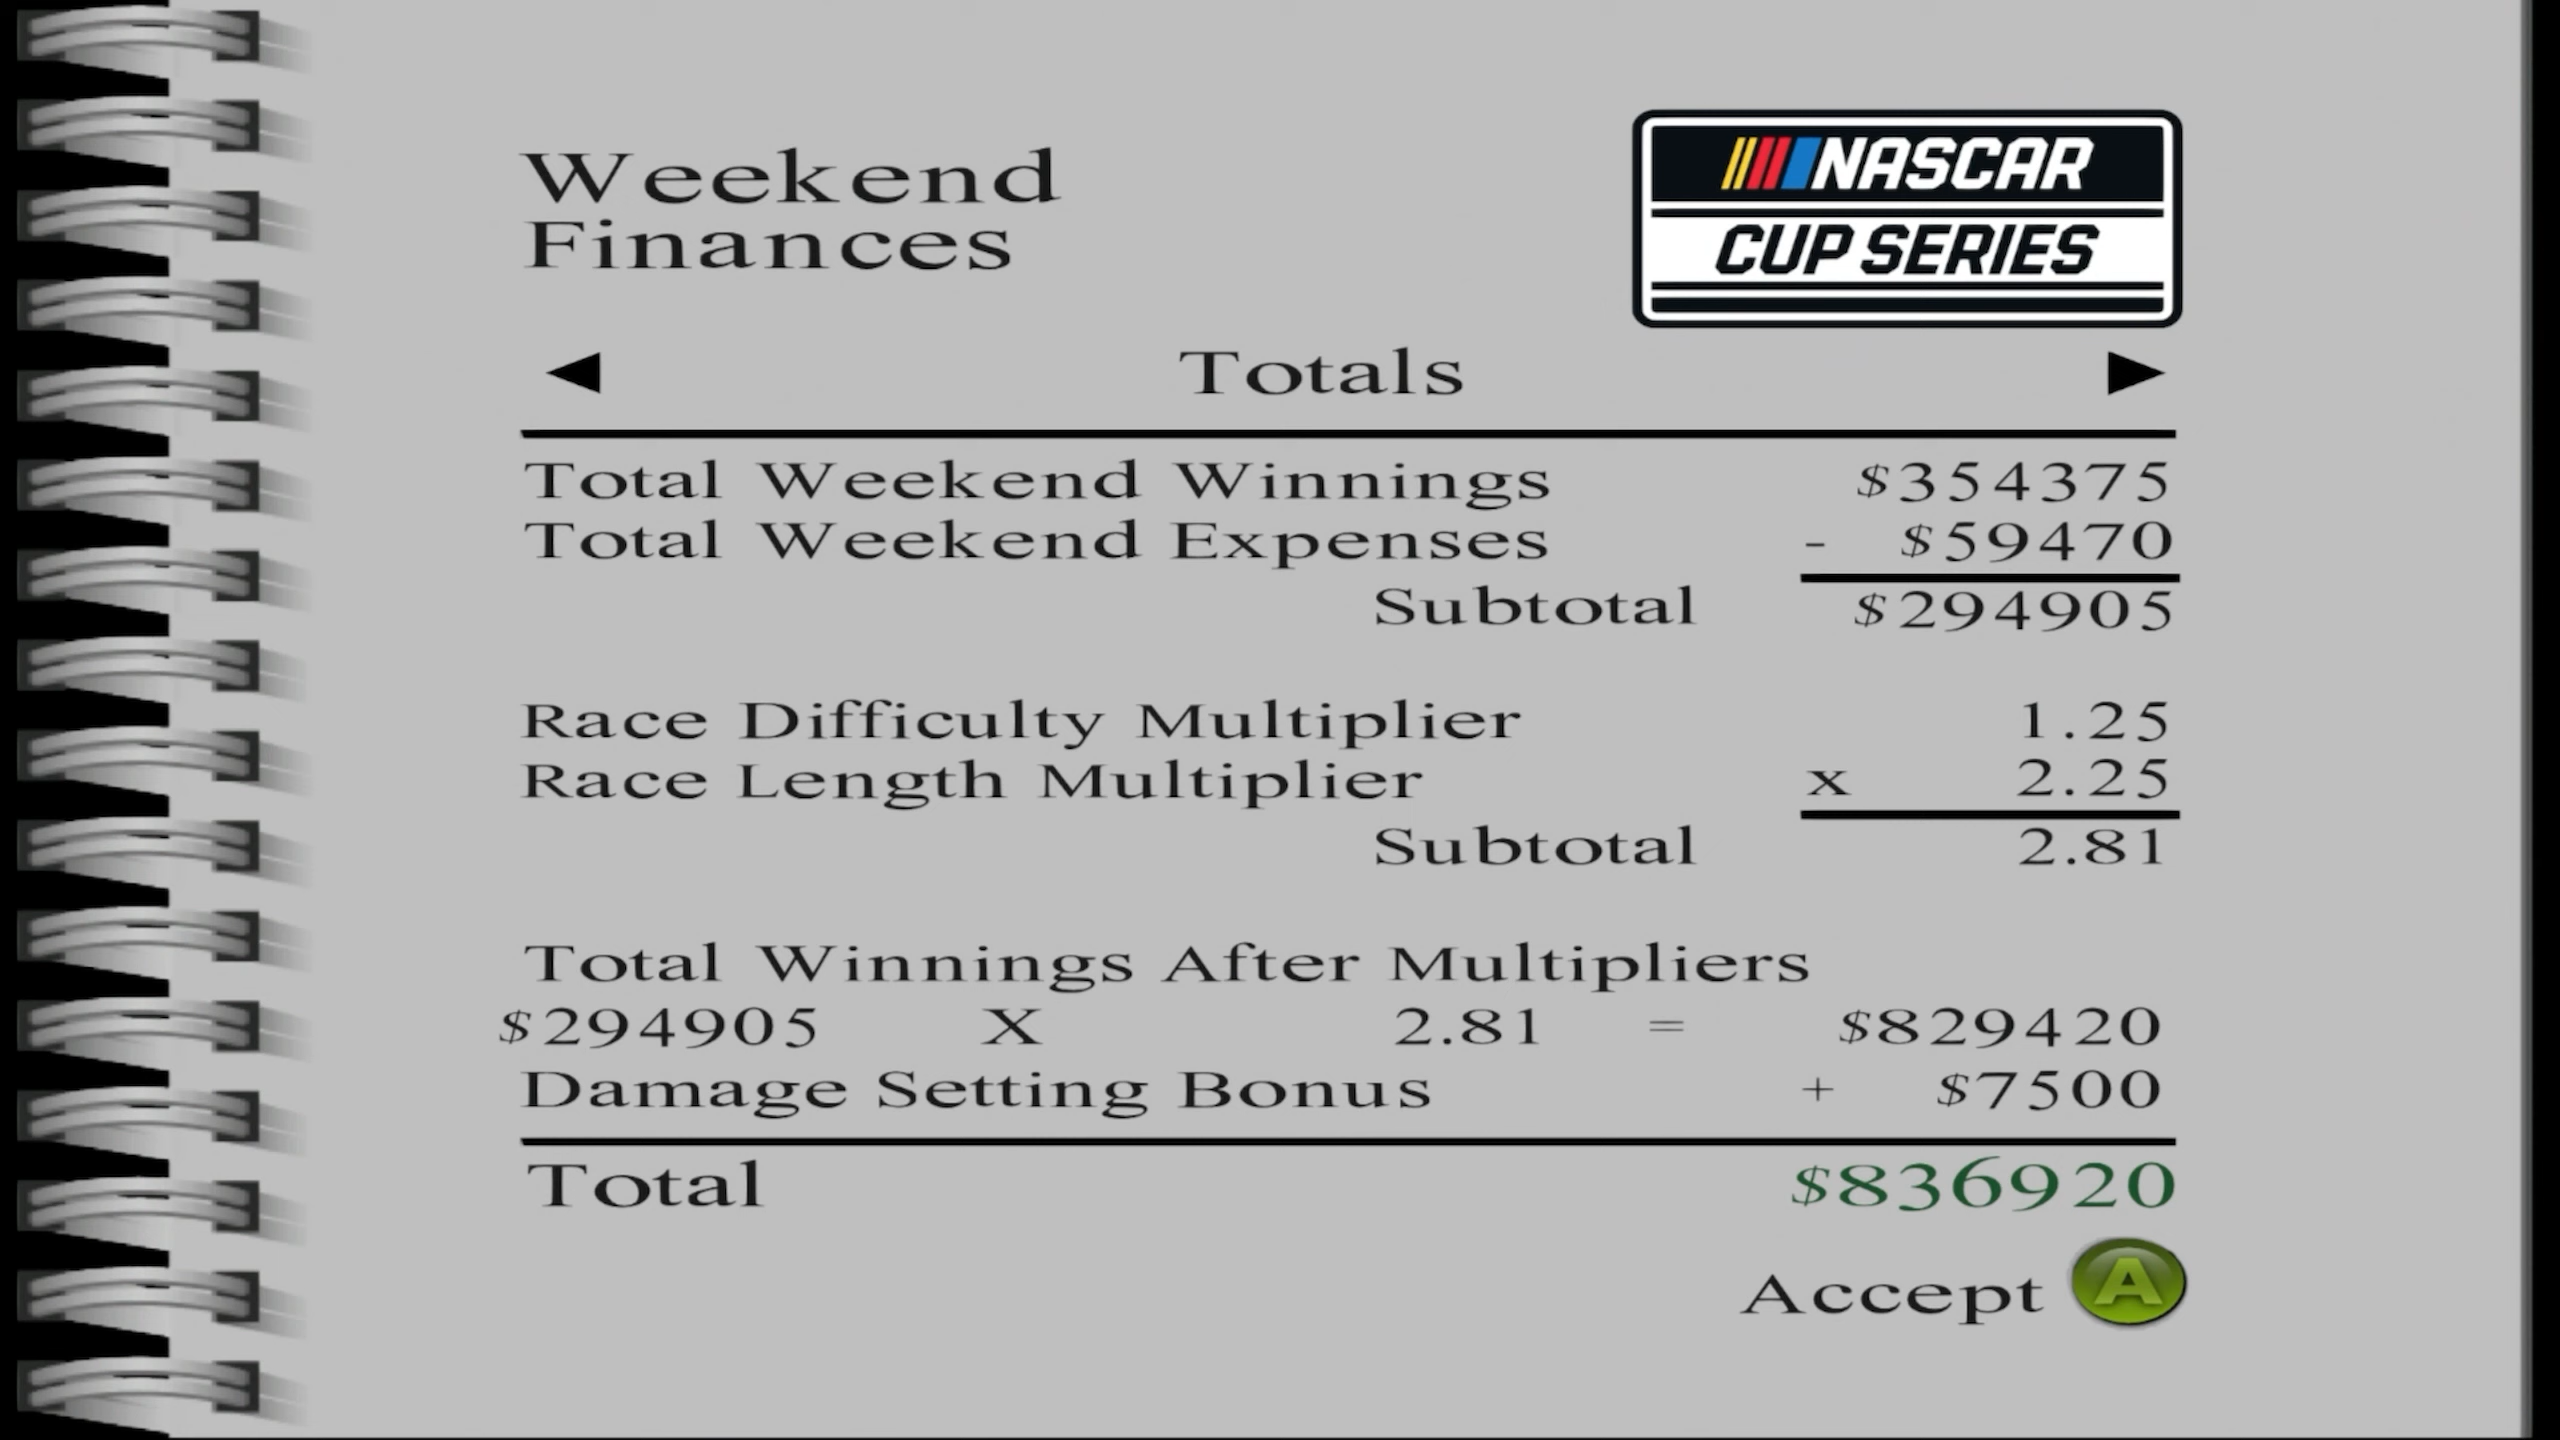 Weekend
Finances
NASCAR
CUP SERIES
Totals
Total Weekend Winnings $354375
Total Weekend Expenses - $59470
Subtotal $294905
Race Difficulty Multiplier 1.25
Race Length Multiplier x 2.25
Subtotal 2.81
Total Winnings After Multipliers
$294905 X 2.81 = $829420
Damage Setting Bonus + $7500
Total $836920
Accept A